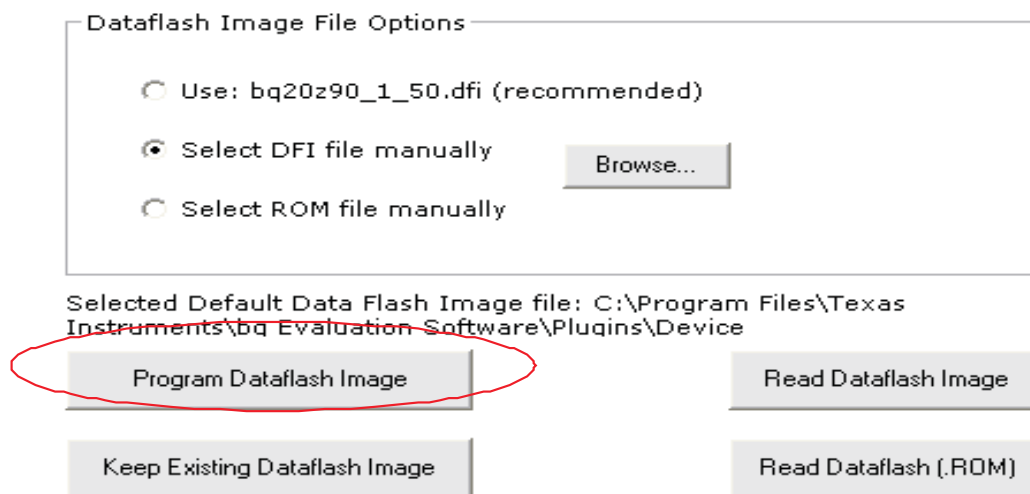 Dataflash Image File Options
Use: bq20z90_1_50.dfi (recommended)
Select DFI file manually
Browse...
Select ROM file manually
Selected Default Data Flash Image file: C:\Program Files\Texas
Instruments\bq Evaluation Software\Plugins\Device
Program Dataflash Image
Read Dataflash Image
Keep Existing Dataflash Image
Read Dataflash (.ROM)